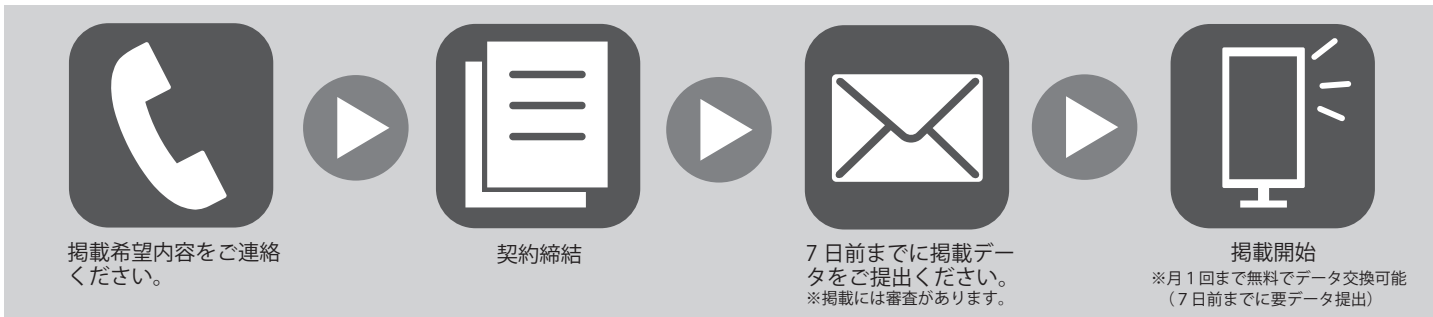 掲載希望内容をご連絡
ください。
契約締結
7 日前までに掲載デー
タをご提出ください。
※掲載には審査があります。
掲載開始
※月1回まで無料でデータ交換可能
（7日前までに要データ提出）